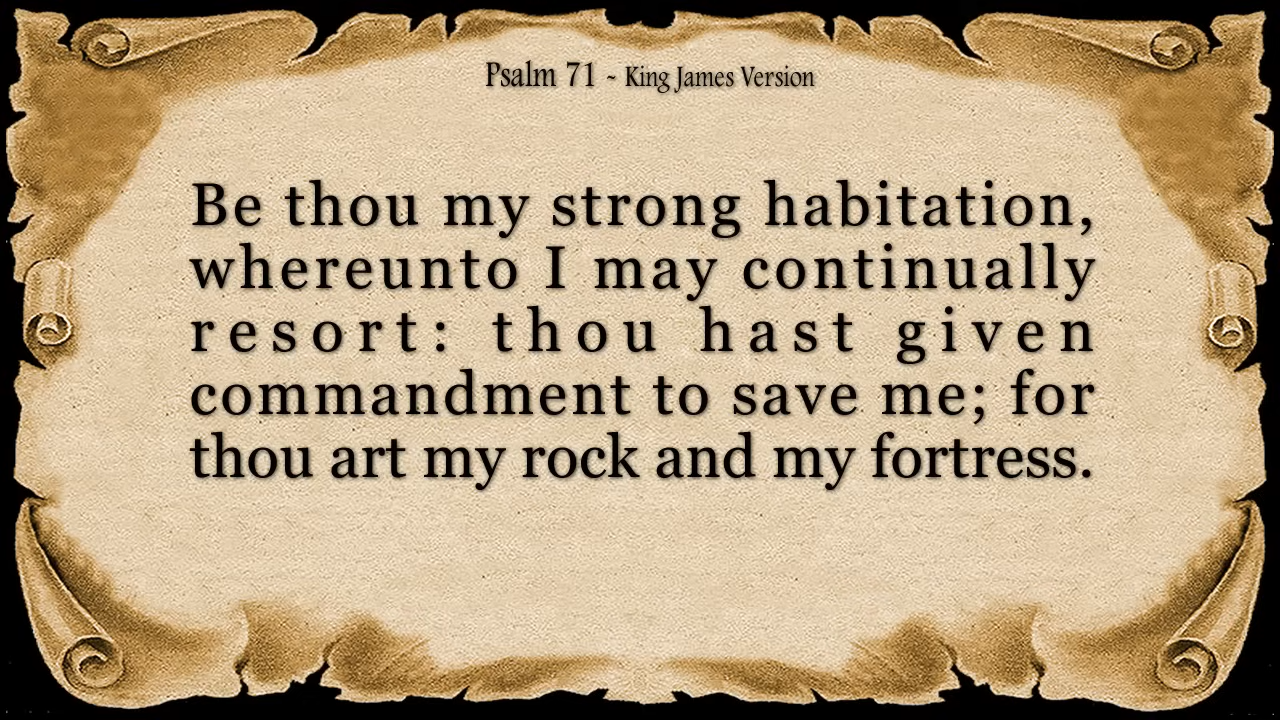 Psalm 71 ~ King James Version
Be thou my strong habitation,
whereunto I may continually
resort: thou hast given
commandment to save me; for
thou art my rock and my fortress.